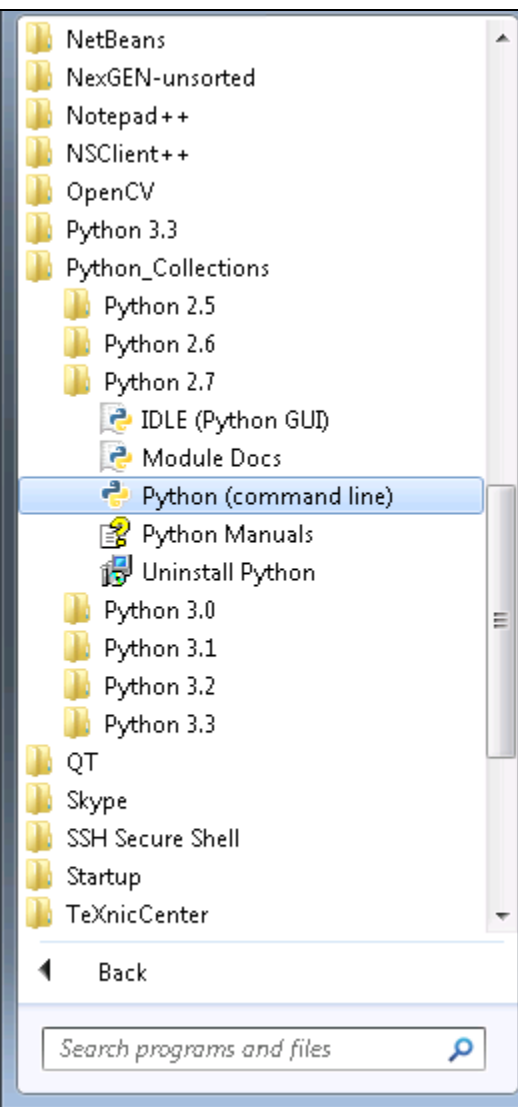 NetBeans
NexGEN-unsorted
Notepad++
NSClient++
OpenCV
Python 3.3
Python_Collections
Python 2.5
Python 2.6
Python 2.7
IDLE (Python GUI)
Module Docs
Python (command line)
Python Manuals
Uninstall Python
Python 3.0
Python 3.1
Python 3.2
Python 3.3
QT
Skype
SSH Secure Shell
Startup
TeXnicCenter
Back
Search programs and files